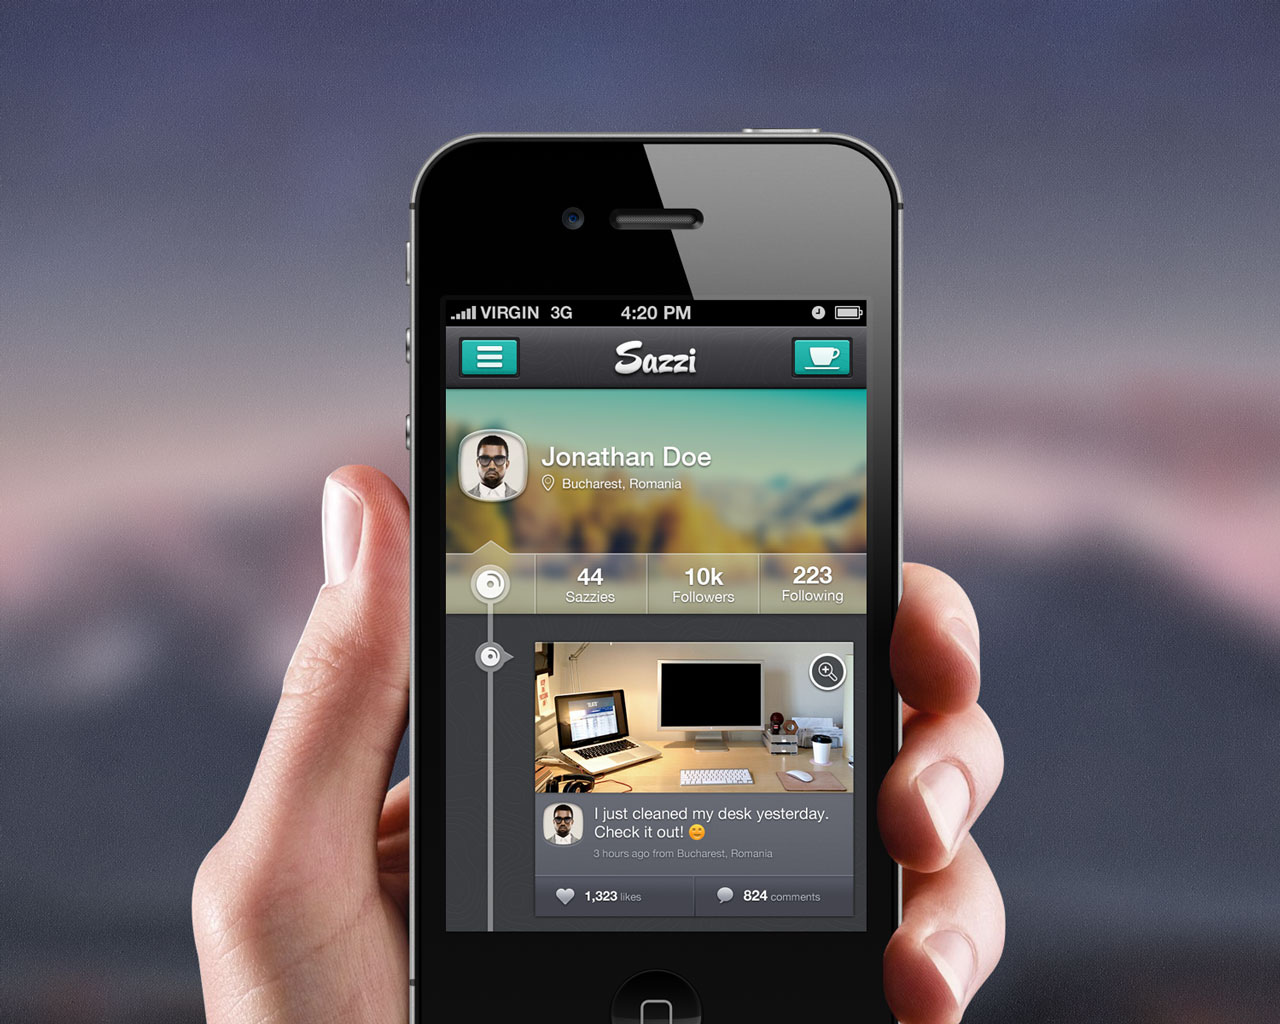 VIRGIN 3G 4:20 PM
Sazzi
Jonathan Doe
Bucharest, Romania
44 10k 223
Sazzies Followers Following
I just cleaned my desk yesterday.
Check it out! 😊
3 hours ago from Bucharest, Romania
1,323 likes 824 comments